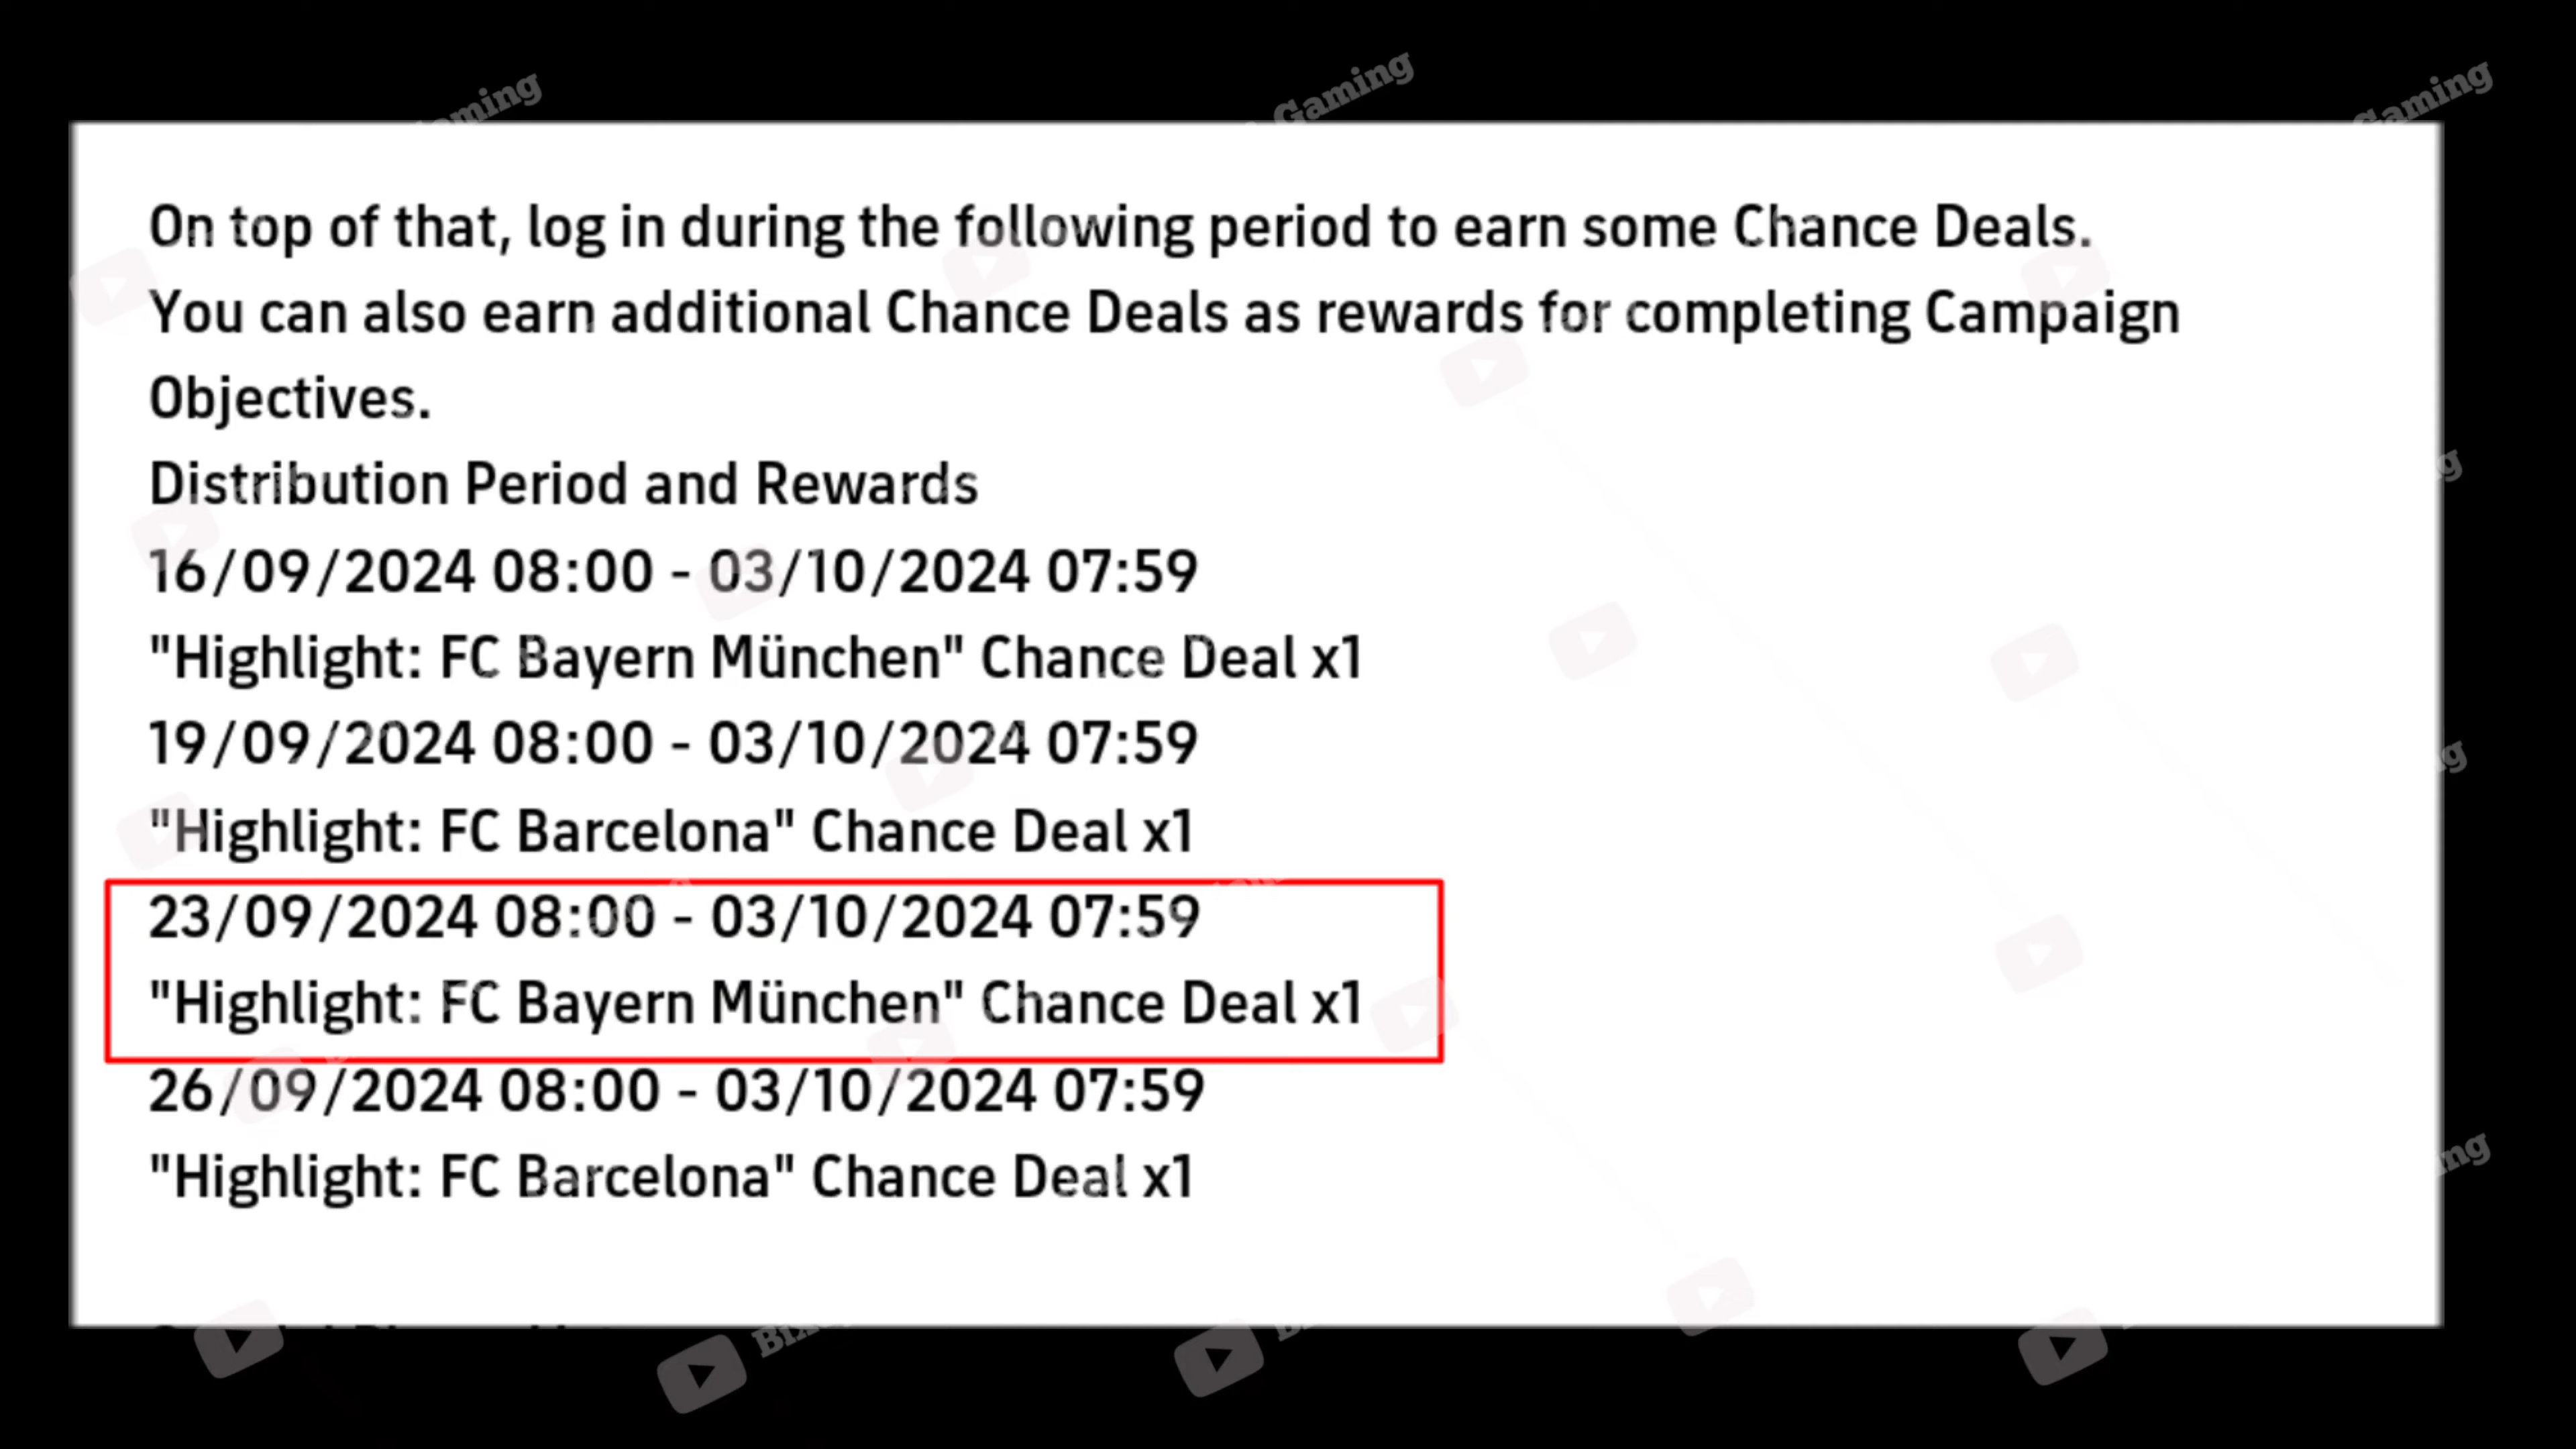 Gaming
Gaming
On top of that, log in during the following period to earn some Chance Deals.
You can also earn additional Chance Deals as rewards for completing Campaign
Objectives.
Distribution Period and Rewards
16/09/2024 08:00 - 03/10/2024 07:59
"Highlight: FC Bayern München" Chance Deal x1
19/09/2024 08:00 - 03/10/2024 07:59
"Highlight: FC Barcelona" Chance Deal x1
23/09/2024 08:00 - 03/10/2024 07:59
"Highlight: FC Bayern München" Chance Deal x1
26/09/2024 08:00 - 03/10/2024 07:59
"Highlight: FC Barcelona" Chance Deal x1